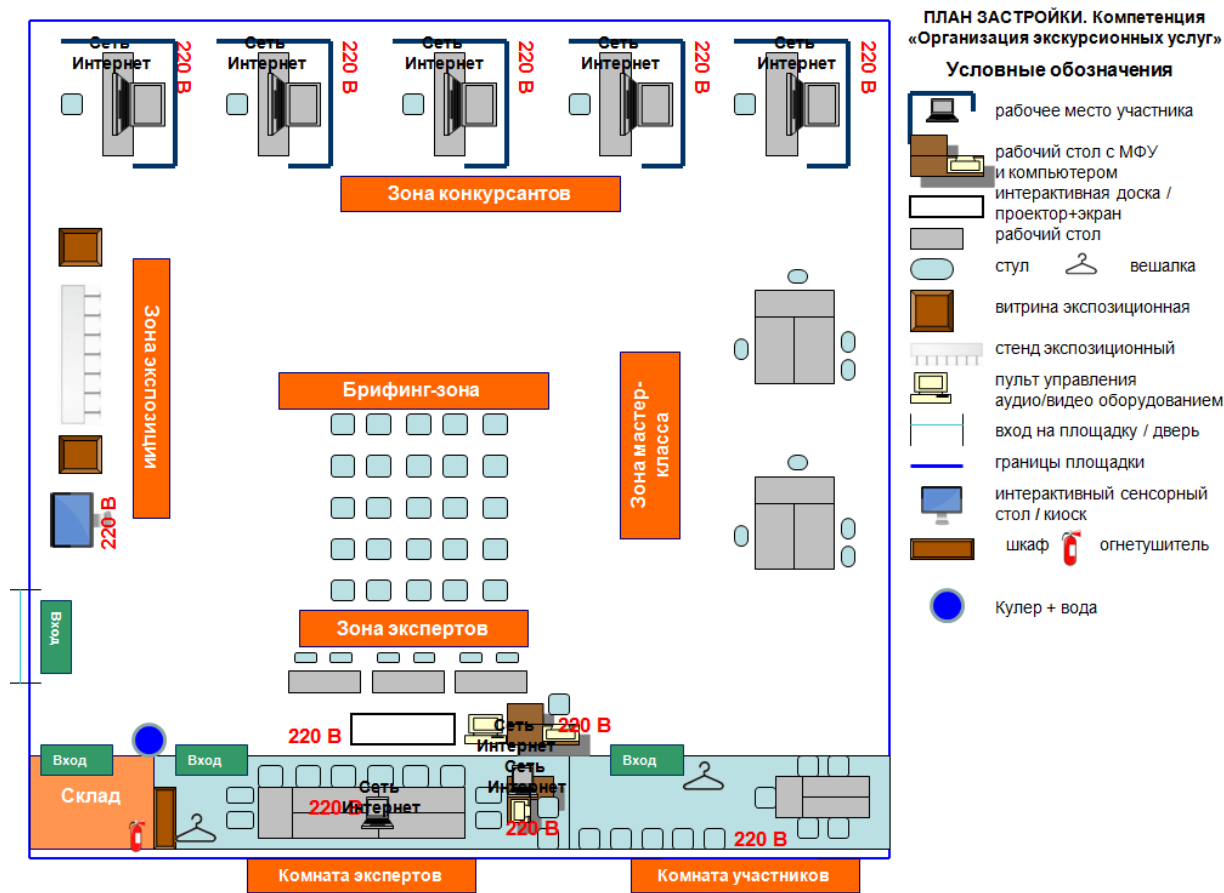 ПЛАН ЗАСТРОЙКИ. Компетенция
«Организация экскурсионных услуг»
Условные обозначения
рабочее место участника
рабочий стол с МФУ
и компьютером
интерактивная доска /
проектор+экран
рабочий стол
стул
вешалка
витрина экспозиционная
стенд экспозиционный
пульт управления
аудио/видео оборудованием
вход на площадку / дверь
границы площадки
интерактивный сенсорный
стол / киоск
шкаф
огнетушитель
Кулер + вода
Сеть
Интернет
220 В
Сеть
Интернет
220 В
Сеть
Интернет
220 В
Сеть
Интернет
220 В
Сеть
Интернет
220 В
Зона конкурсантов
Зона экспозиции
220 В
Брифинг-зона
Зона мастер-
класса
Вход
Зона экспертов
220 В
Сеть
Интернет
220 В
Вход
Вход
Вход
Склад
Сеть
Интернет
220 В
Сеть
Интернет
220 В
220 В
Комната экспертов
Комната участников